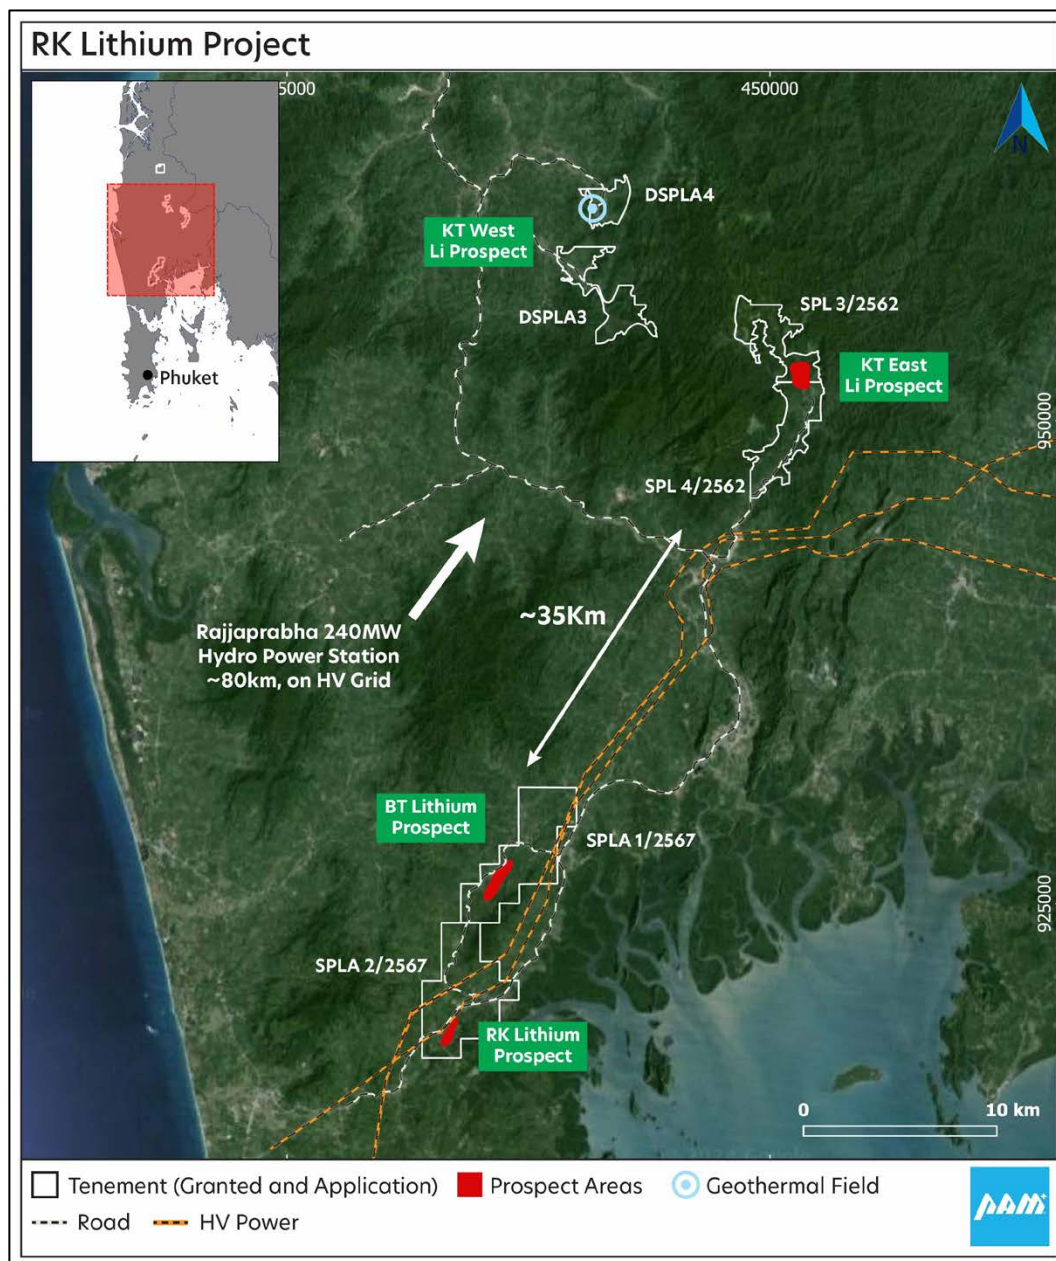 RK Lithium Project
5000
450000
N
Phuket
DSPLA4
KT West
Li Prospect
DSPLA3
SPL 3/2562
KT East
Li Prospect
950000
SPL 4/2562
~35Km
Rajjaprabha 240MW
Hydro Power Station
~80km, on HV Grid
BT Lithium
Prospect
SPLA 1/2567
925000
SPLA 2/2567
RK Lithium
Prospect
0
10 km
Tenement (Granted and Application)
Prospect Areas
Geothermal Field
Road
HV Power
PAM+